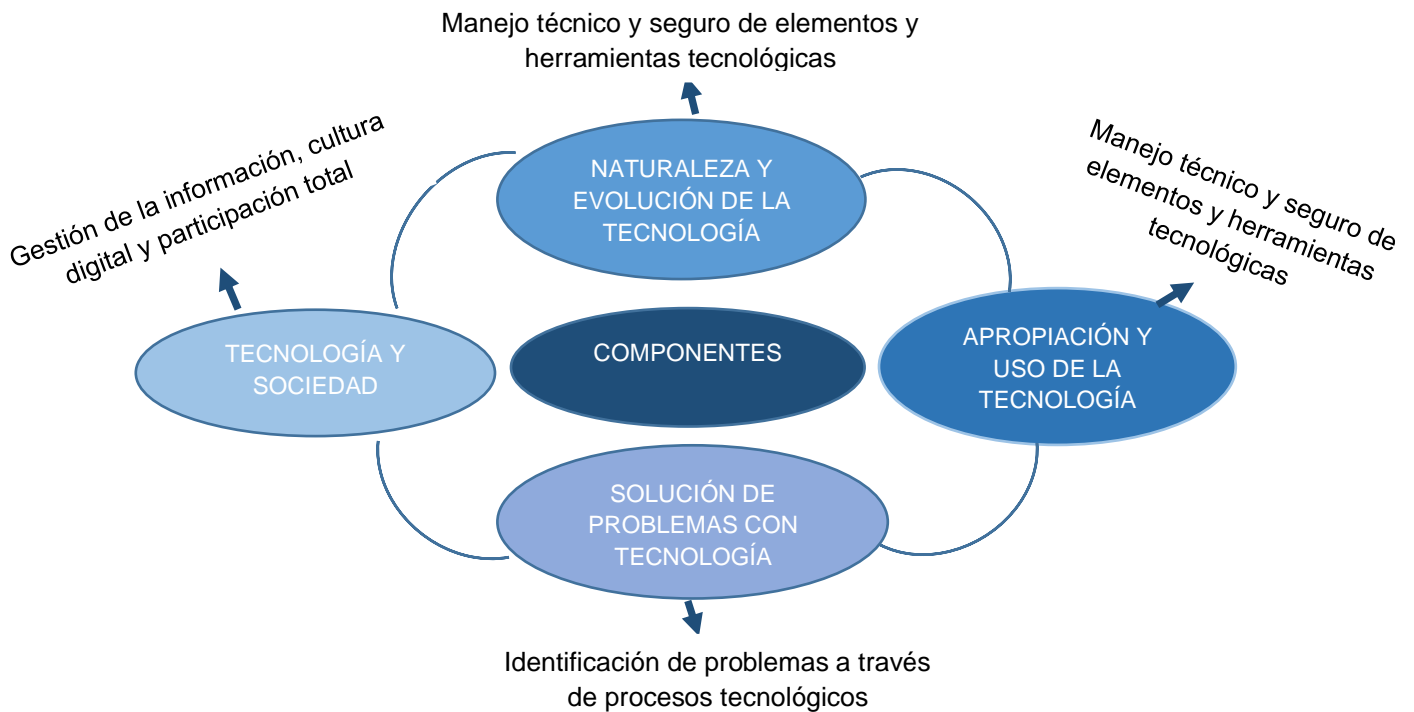 Manejo técnico y seguro de elementos y
herramientas tecnológicas
Gestión de la información, cultura
digital y participación total
NATURALEZA Y
EVOLUCIÓN DE LA
TECNOLOGÍA
Manejo técnico y seguro de
elementos y herramientas
tecnológicas
TECNOLOGÍA Y
SOCIEDAD
COMPONENTES
APROPIACIÓN Y
USO DE LA
TECNOLOGÍA
SOLUCIÓN DE
PROBLEMAS CON
TECNOLOGÍA
Identificación de problemas a través
de procesos tecnológicos